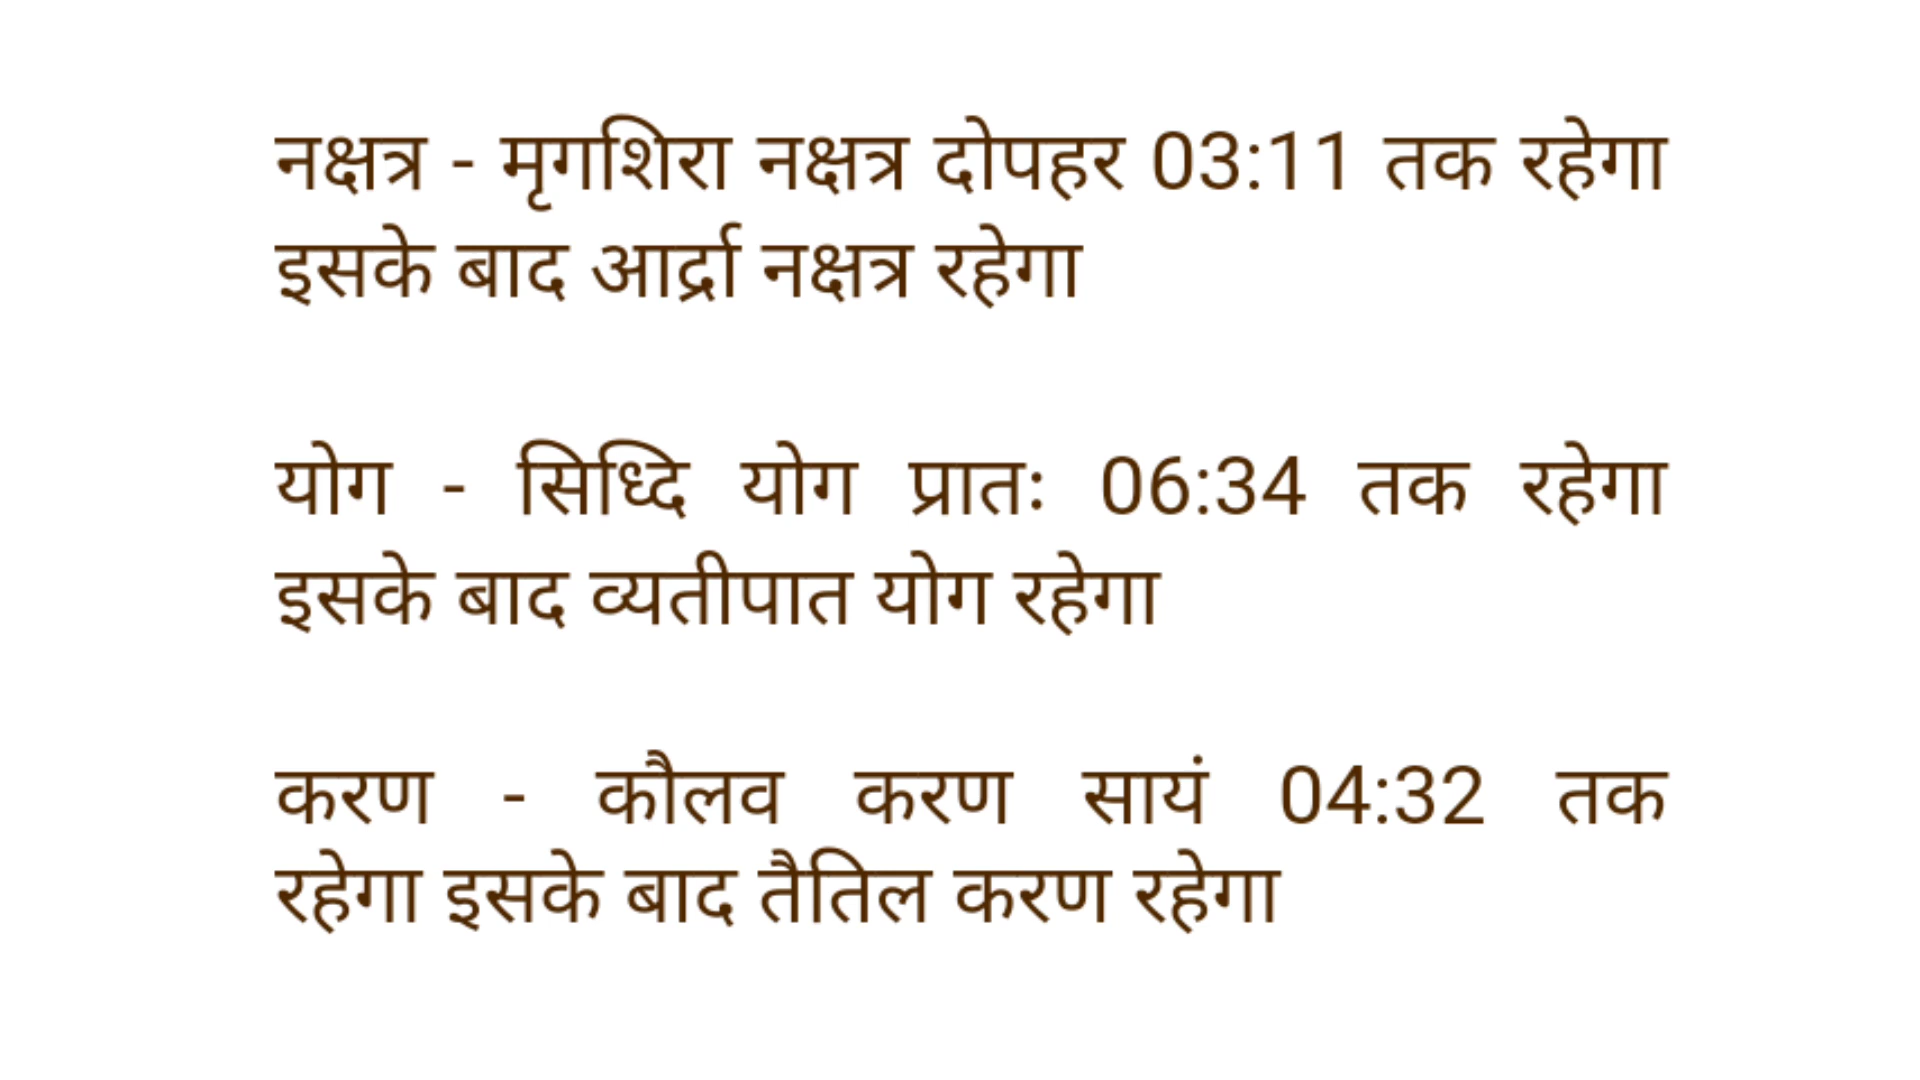 नक्षत्र - मृगशिरा नक्षत्र दोपहर 03:11 तक रहेगा
इसके बाद आर्द्रा नक्षत्र रहेगा
योग - सिध्दि योग प्रातः 06:34 तक रहेगा
इसके बाद व्यतीपात योग रहेगा
करण - कौलव करण सायं 04:32 तक
रहेगा इसके बाद तैतिल करण रहेगा